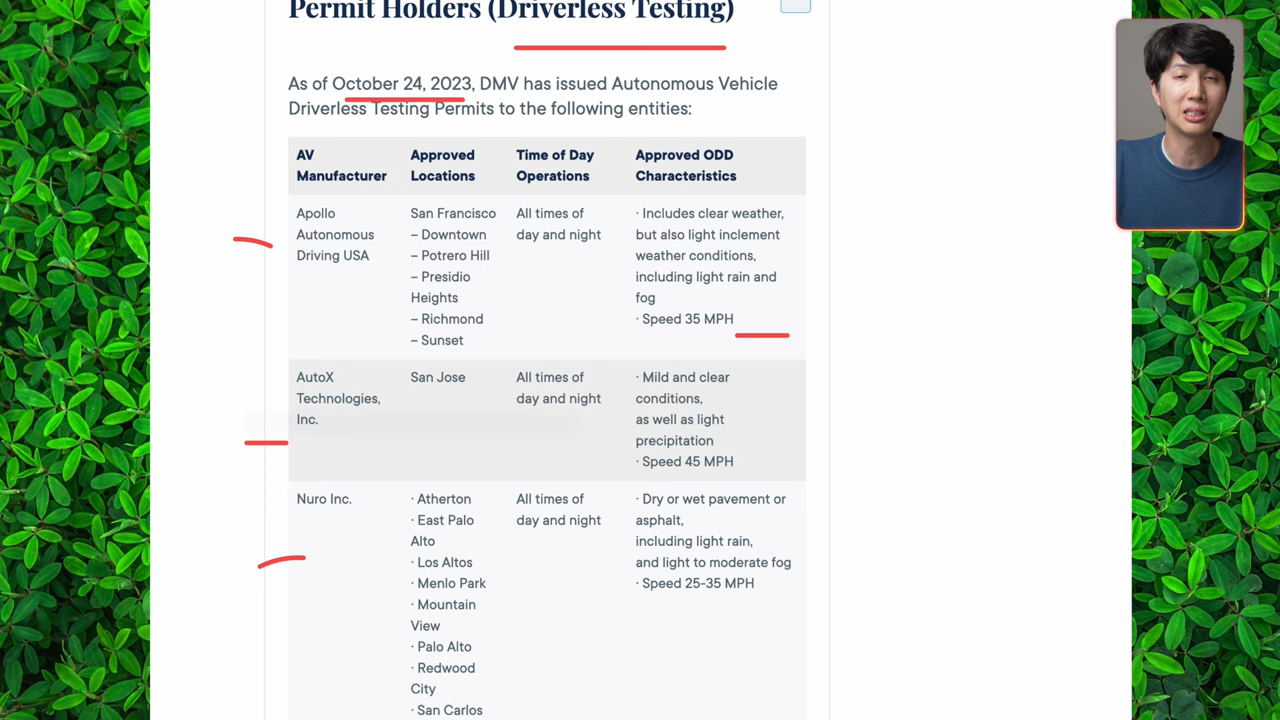 Permit Holders (Driverless Testing)
As of October 24, 2023, DMV has issued Autonomous Vehicle
Driverless Testing Permits to the following entities:
AV
Manufacturer
Approved
Locations
Time of Day
Operations
Approved ODD
Characteristics
Apollo
Autonomous
Driving USA
San Francisco
– Downtown
– Potrero Hill
– Presidio
Heights
– Richmond
– Sunset
All times of
day and night
· Includes clear weather,
but also light inclement
weather conditions,
including light rain and
fog
· Speed 35 MPH
AutoX
Technologies,
Inc.
San Jose
All times of
day and night
· Mild and clear
conditions,
as well as light
precipitation
· Speed 45 MPH
Nuro Inc.
· Atherton
· East Palo
Alto
· Los Altos
· Menlo Park
· Mountain
View
· Palo Alto
· Redwood
City
· San Carlos
All times of
day and night
· Dry or wet pavement or
asphalt,
including light rain,
and light to moderate fog
· Speed 25-35 MPH